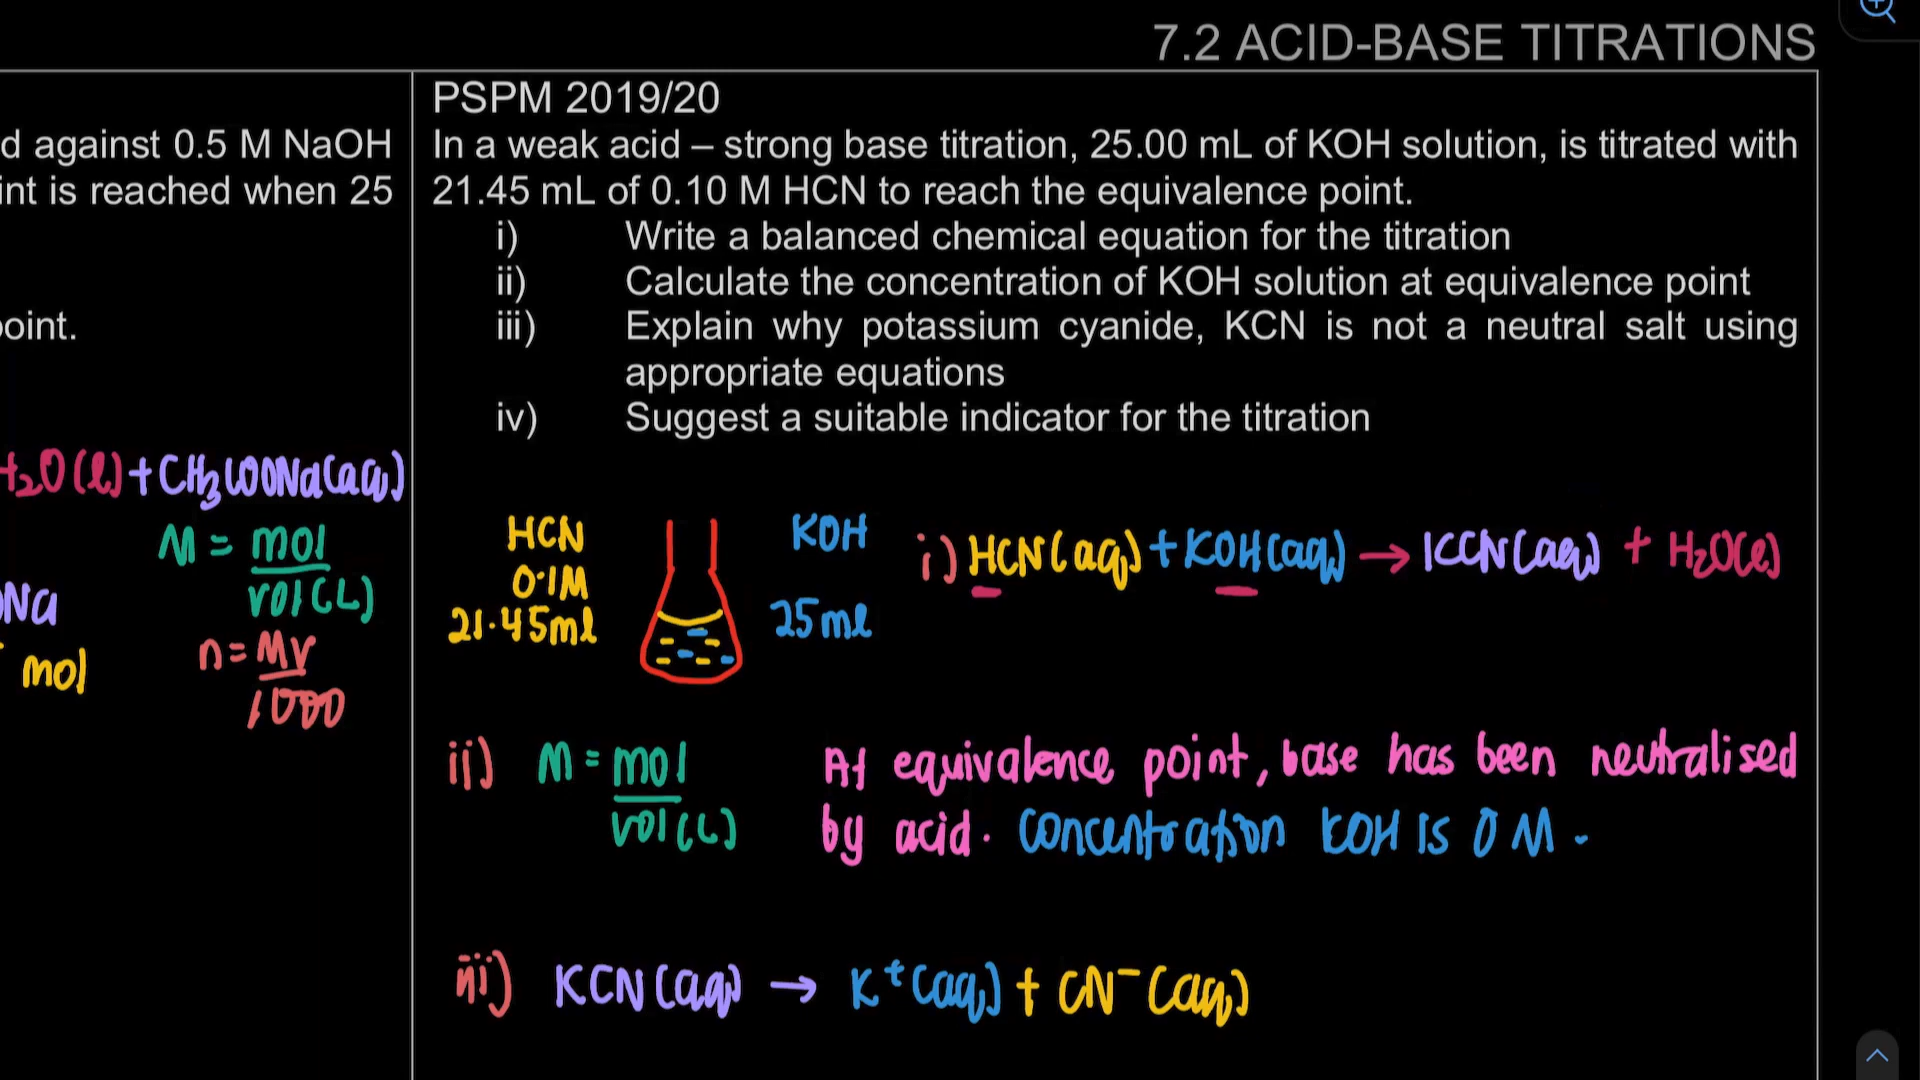 7.2 ACID-BASE TITRATIONS
d against 0.5 M NaOH
int is reached when 25
point.
H₂O(l) + CH₃COONa(aq)
M = mol
vol(L)
ONa
mol
n = MV
1000
PSPM 2019/20
In a weak acid – strong base titration, 25.00 mL of KOH solution, is titrated with
21.45 mL of 0.10 M HCN to reach the equivalence point.
i) Write a balanced chemical equation for the titration
ii) Calculate the concentration of KOH solution at equivalence point
iii) Explain why potassium cyanide, KCN is not a neutral salt using
appropriate equations
iv) Suggest a suitable indicator for the titration
HCN
0.1M
21.45ml
KOH
25ml
i) HCN(aq) + KOH(aq) → KCN(aq) + H₂O(l)
ii) M = mol
vol(L)
At equivalence point, base has been neutralised
by acid. Concentration KOH is 0 M.
iii) KCN(aq) → K⁺(aq) + CN⁻(aq)